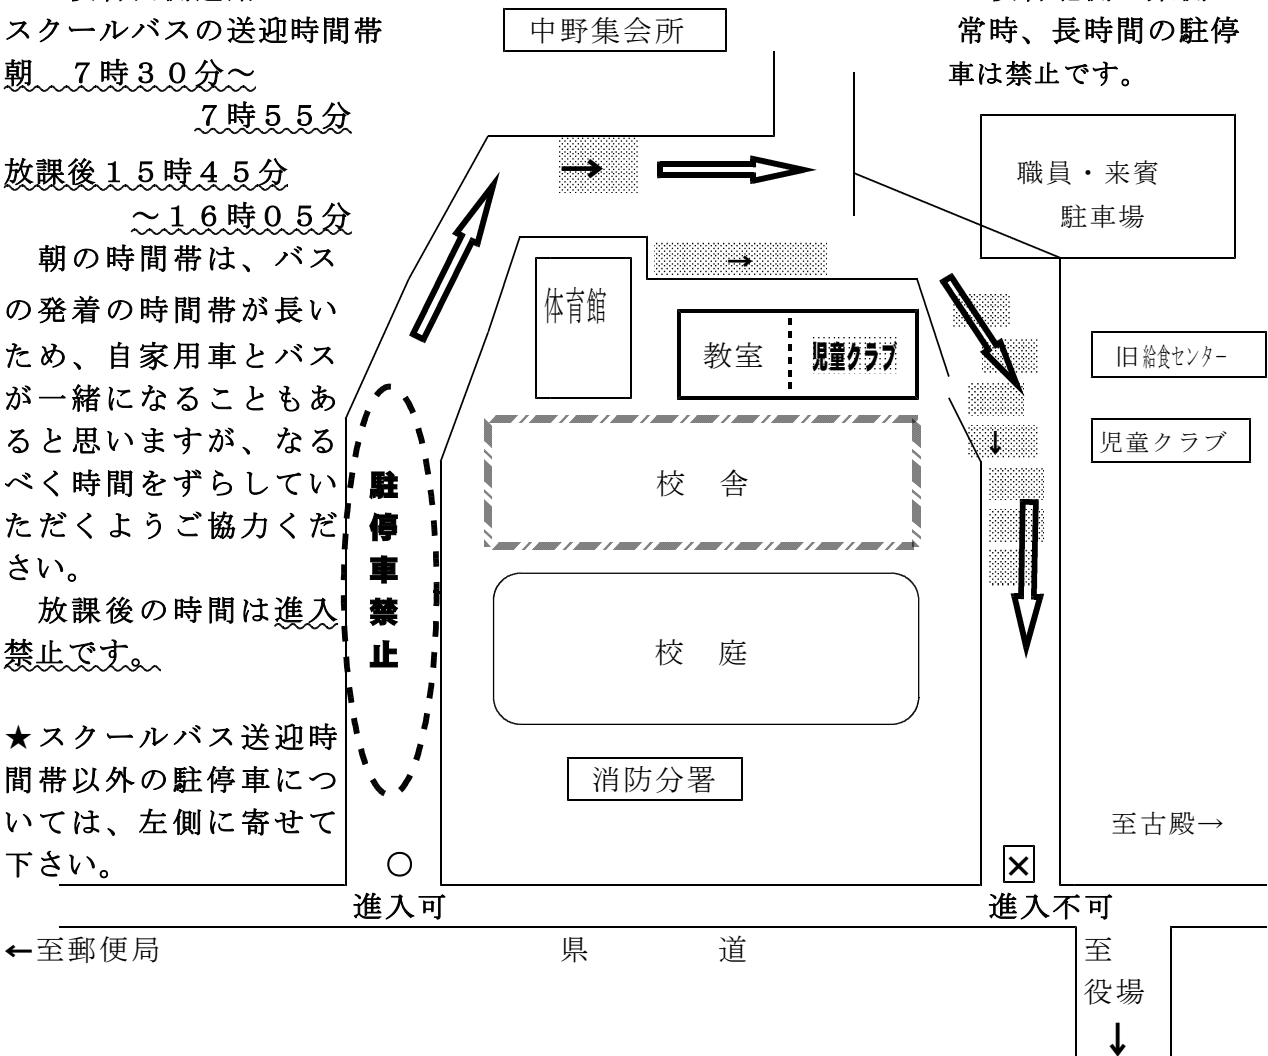 スクールバスの送迎時間帯
朝　７時３０分～
７時５５分
放課後１５時４５分
～１６時０５分
朝の時間帯は、バス
の発着の時間帯が長い
ため、自家用車とバス
が一緒になることもあ
ると思いますが、なる
べく時間をずらしてい
ただくようご協力くだ
さい。
放課後の時間は進入
禁止です。
★スクールバス送迎時
間帯以外の駐停車につ
いては、左側に寄せて
下さい。
中野集会所
常時、長時間の駐停
車は禁止です。
職員・来賓
駐車場
→
→
体育館
教室
児童クラブ
旧給食センター
児童クラブ
↓
校　舎
駐停車禁止
校　庭
消防分署
至古殿→
○
×
進入可
進入不可
←至郵便局
県　道
至
役場
↓